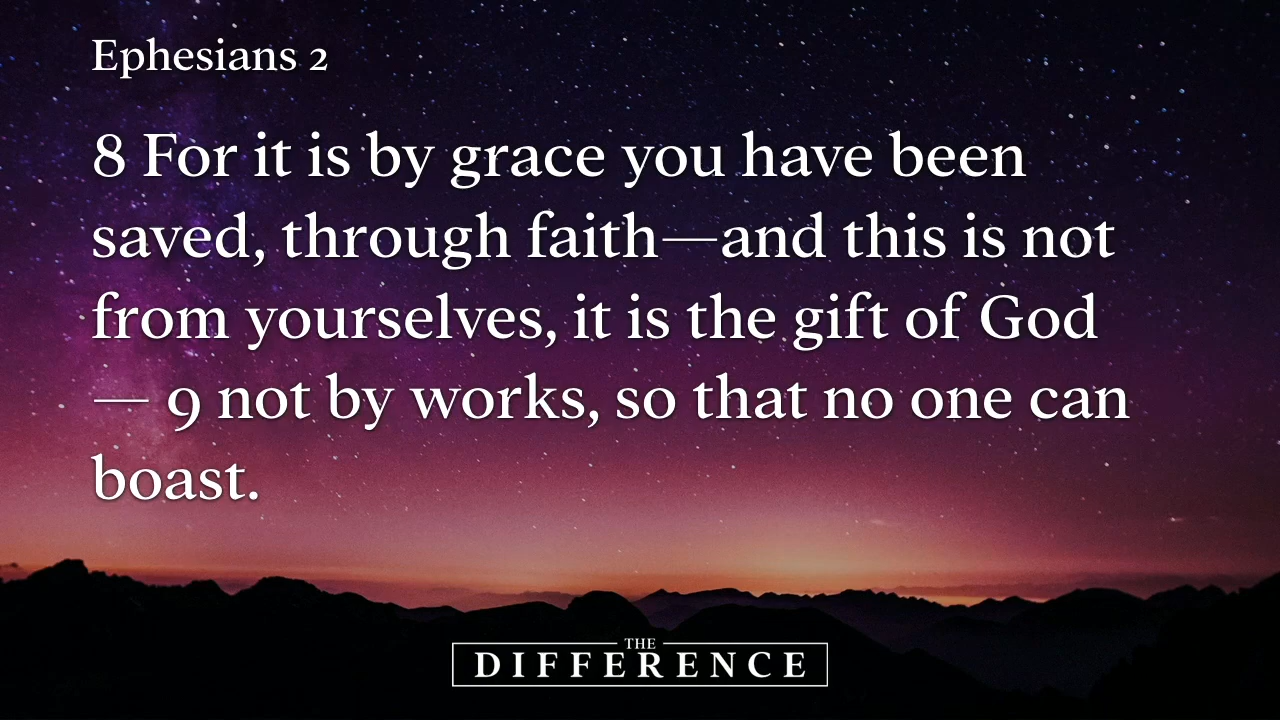 Ephesians 2
8 For it is by grace you have been
saved, through faith—and this is not
from yourselves, it is the gift of God
— 9 not by works, so that no one can
boast.
THE
DIFFERENCE